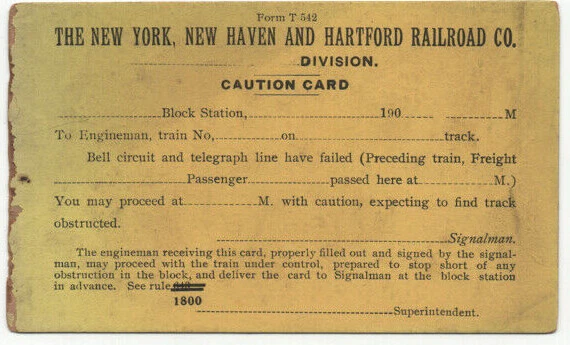 Form T 542
THE NEW YORK, NEW HAVEN AND HARTFORD RAILROAD CO.
DIVISION.
CAUTION CARD
Block Station, 190 M
To Engineman, train No, on track.
Bell circuit and telegraph line have failed (Preceding train, Freight
Passenger passed here at M.)
You may proceed at M. with caution, expecting to find track
obstructed.
Signalman.
The engineman receiving this card, properly filled out and signed by the signal-
man, may proceed with the train under control, prepared to stop short of any
obstruction in the block, and deliver the card to Signalman at the block station
in advance. See rule
1800
Superintendent.